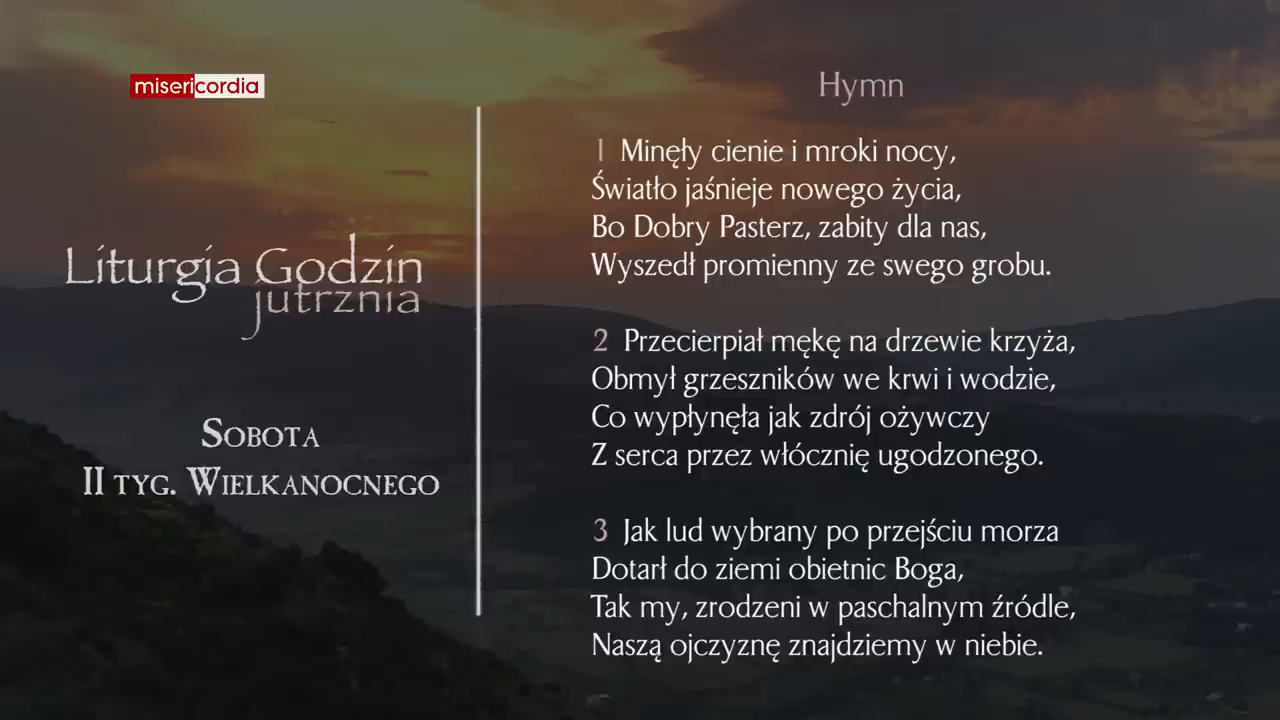 misericordia
Liturgia Godzin
jutrznia
Sobota
II tyg. Wielkanocnego
Hymn
1 Minęły cienie i mroki nocy,
Światło jaśnieje nowego życia,
Bo Dobry Pasterz, zabity dla nas,
Wyszedł promienny ze swego grobu.
2 Przecierpiał mękę na drzewie krzyża,
Obmył grzeszników we krwi i wodzie,
Co wypłynęła jak zdrój ożywczy
Z serca przez włócznię ugodzonego.
3 Jak lud wybrany po przejściu morza
Dotarł do ziemi obietnic Boga,
Tak my, zrodzeni w paschalnym źródle,
Naszą ojczyznę znajdziemy w niebie.